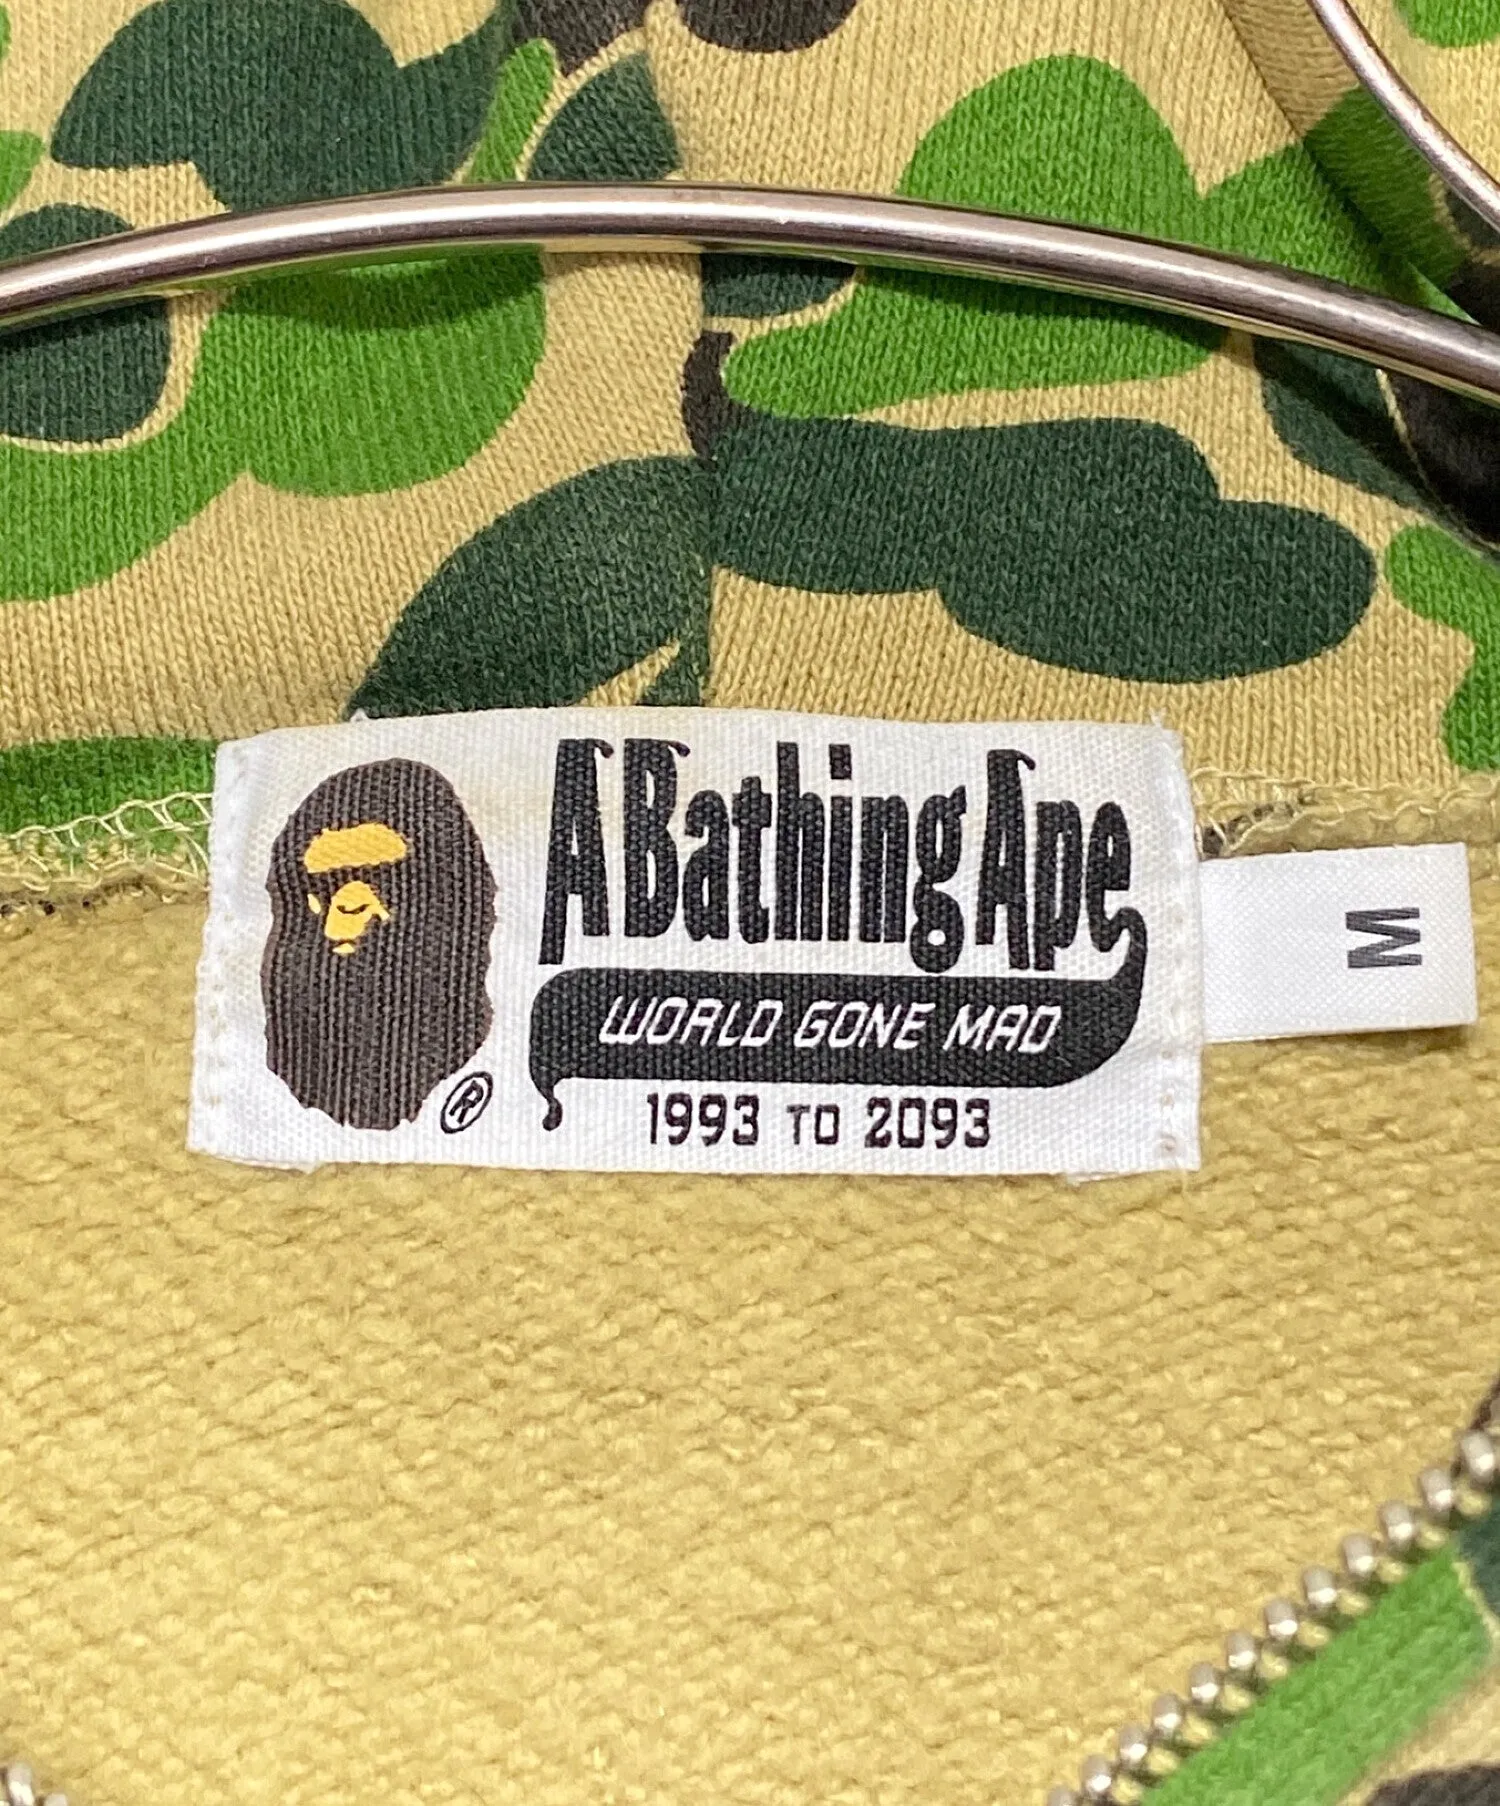 A Bathing Ape
WORLD GONE MAD
1993 TO 2093
®
M